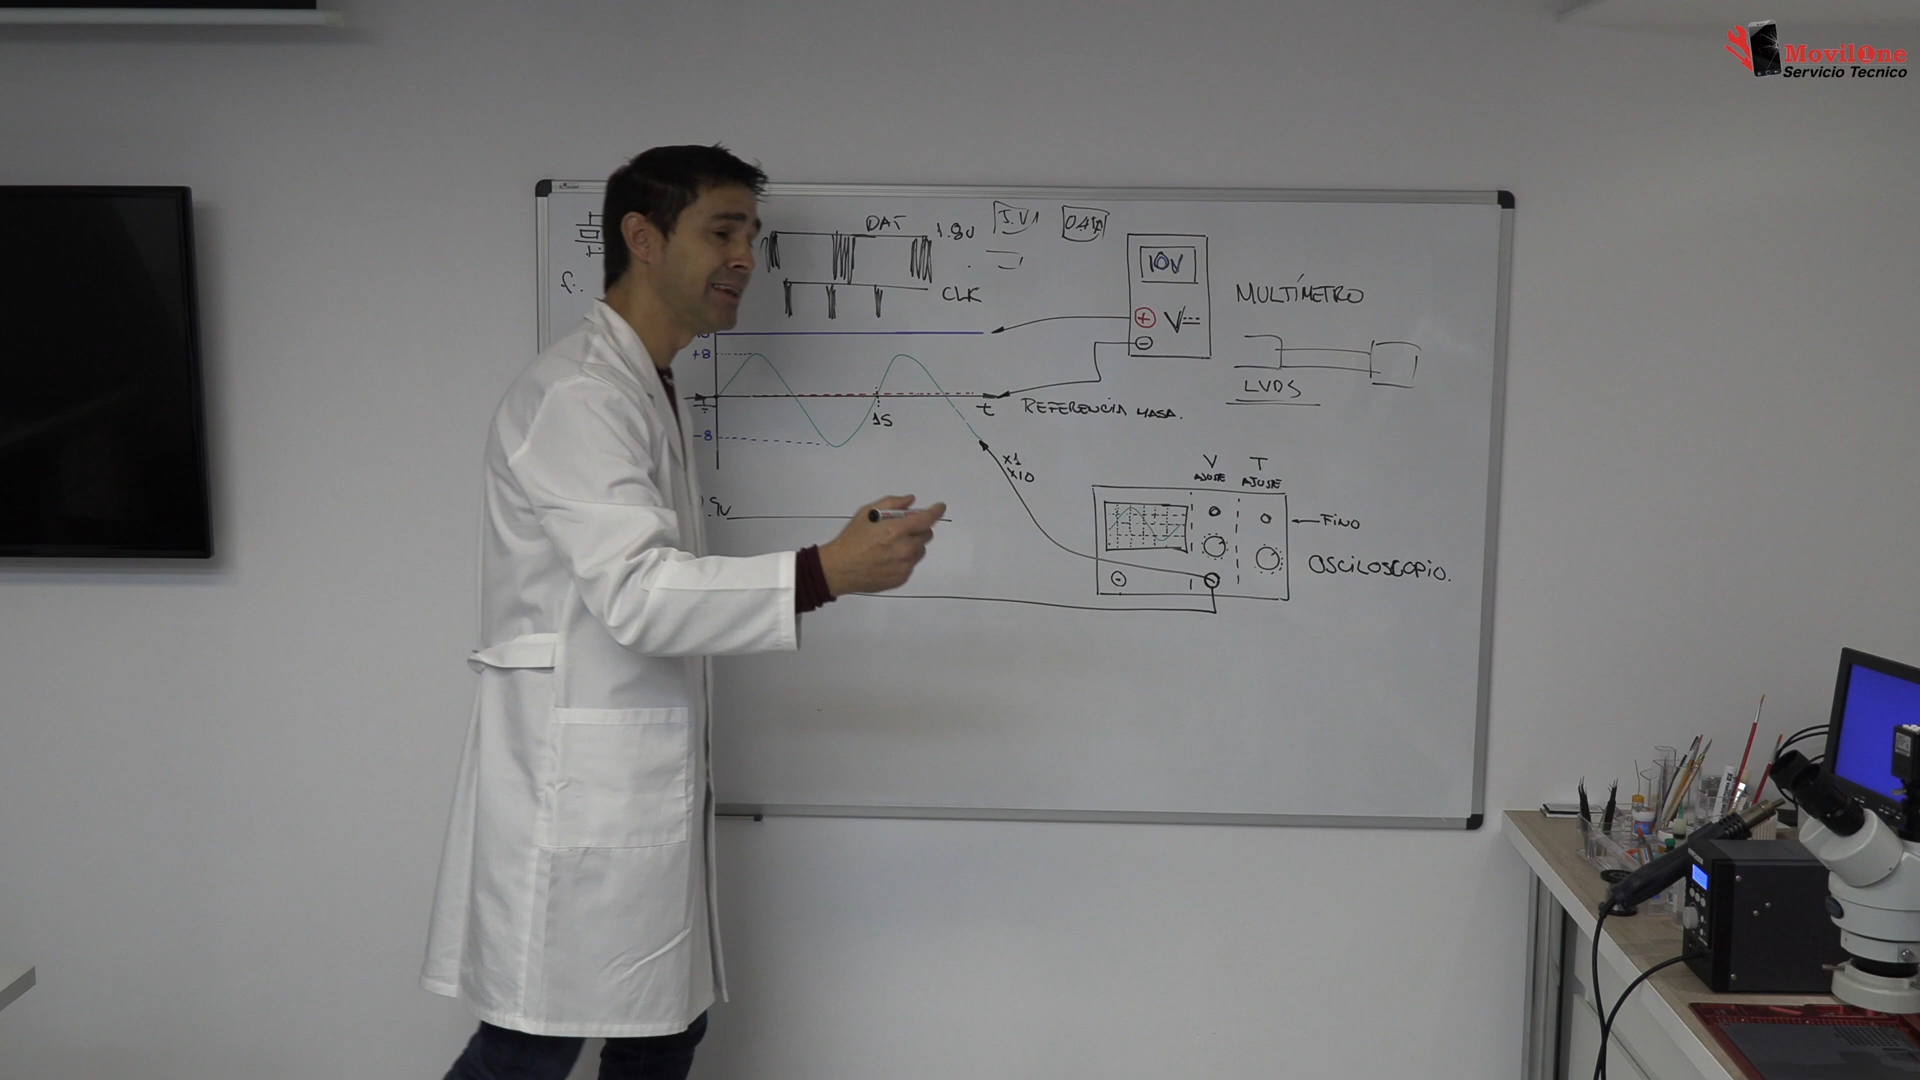 MovilOne
Servicio Tecnico
DAT
1.8V
CLK
f:.
10V
+
V
-
MULTÍMETRO
+8
-8
1S
t
REFERENCIA MASA.
LVDS
x1
x10
V
AJUSTE
T
AJUSTE
FINO
OSCILOSCOPIO.